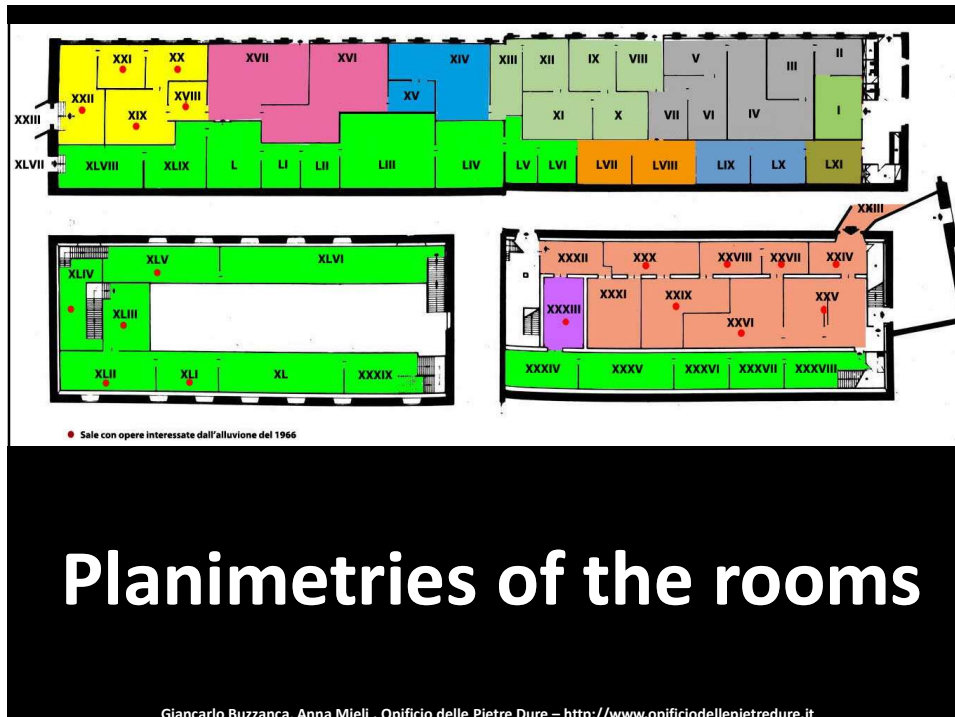 XXI XX XVII XVI XIV XIII XII IX VIII V III II
XXII XVIII XV
XXIII XIX XI X VII VI IV I
XLVII XLVIII XLIX L LI LII LIII LIV LV LVI LVII LVIII LIX LX LXI
XXIII
XLIV XLV XLVI XXXII XXX XXVIII XXVII XXIV
XLIII XXXIII XXXI XXIX XXV
XXVI
XLII XLI XL XXXIX XXXIV XXXV XXXVI XXXVII XXXVIII
Sale con opere interessate dall'alluvione del 1966
Planimetries of the rooms
Giancarlo Buzzanca, Anna Mieli , Opificio delle Pietre Dure – http://www.opificiodellepietredure.it